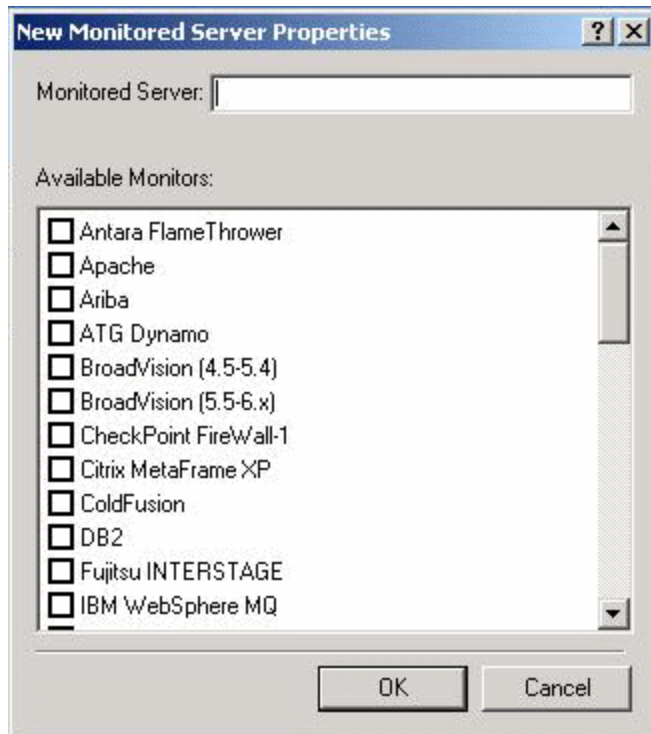 New Monitored Server Properties
Monitored Server:
Available Monitors:
Antara FlameThrower
Apache
Ariba
ATG Dynamo
BroadVision (4.5-5.4)
BroadVision (5.5-6.x)
CheckPoint FireWall-1
Citrix MetaFrame XP
ColdFusion
DB2
Fujitsu INTERSTAGE
IBM WebSphere MQ
OK Cancel